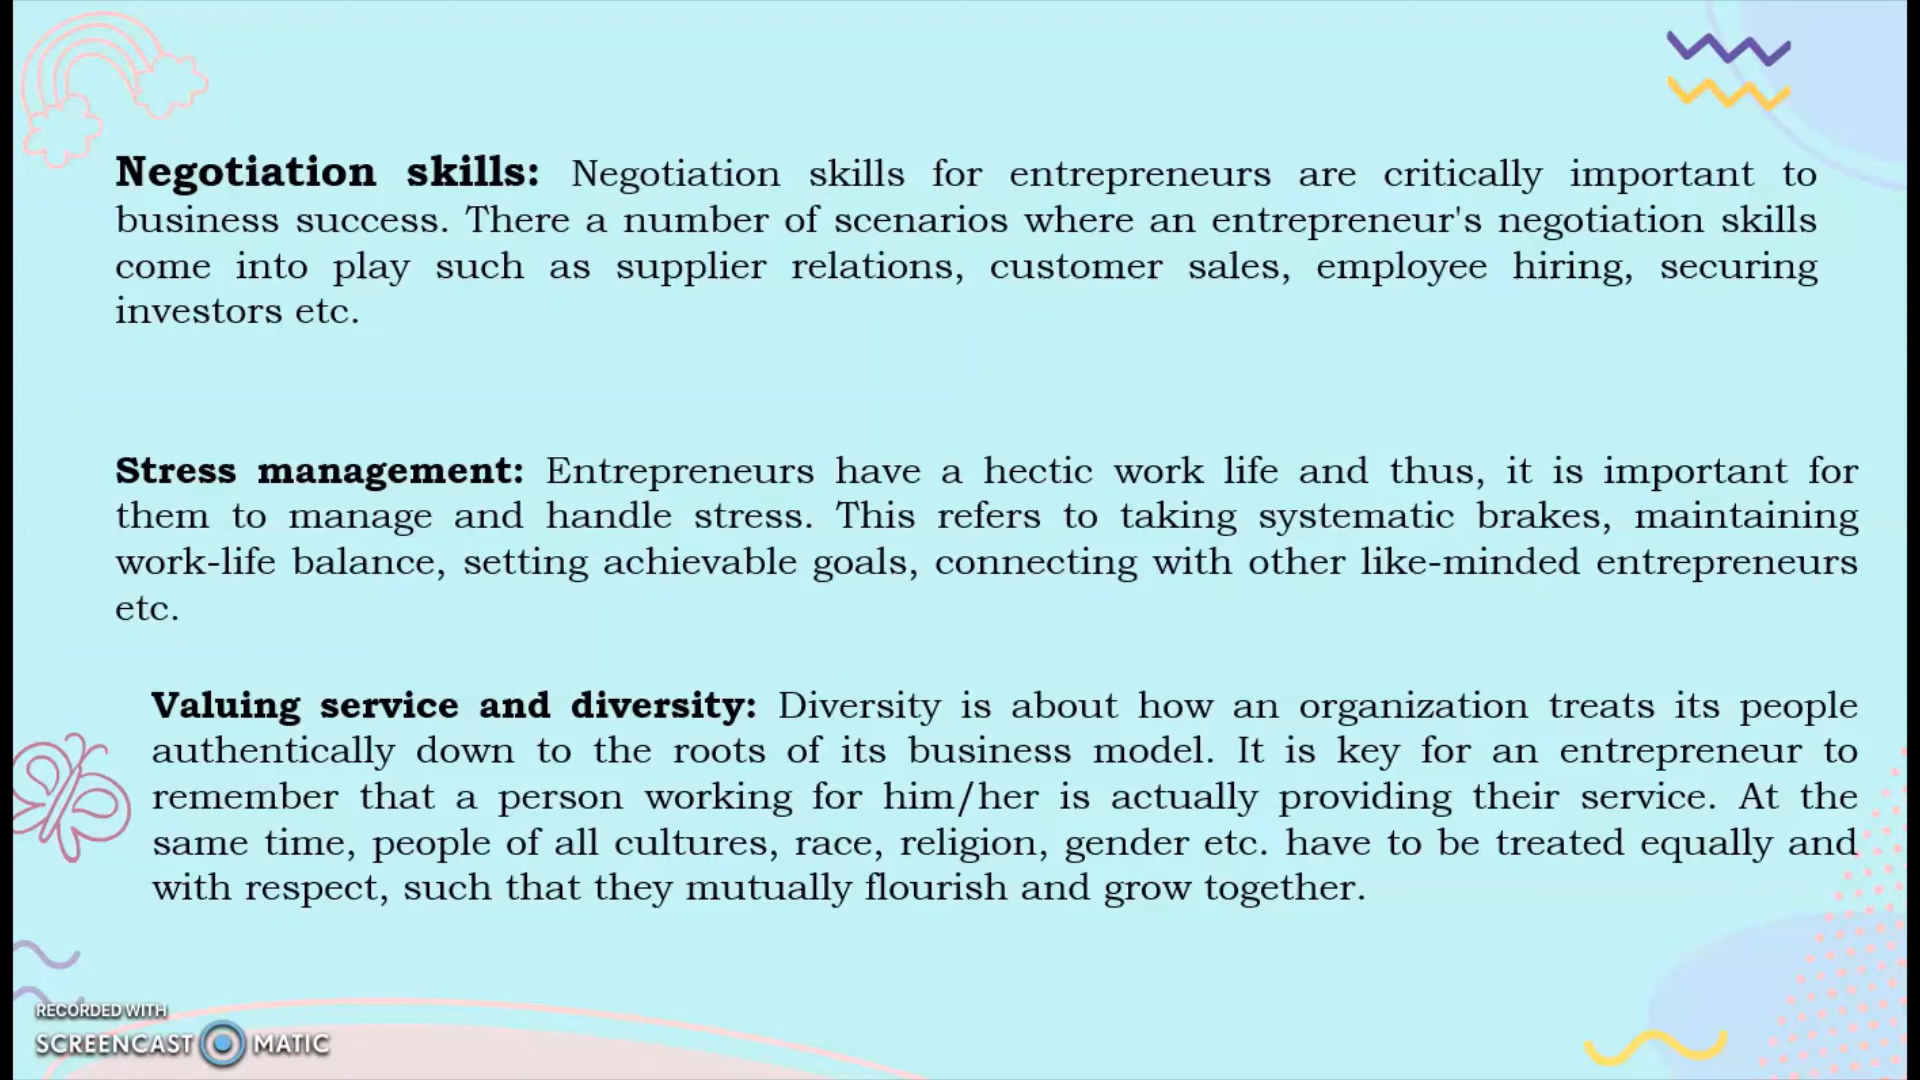 Negotiation skills: Negotiation skills for entrepreneurs are critically important to
business success. There a number of scenarios where an entrepreneur's negotiation skills
come into play such as supplier relations, customer sales, employee hiring, securing
investors etc.
Stress management: Entrepreneurs have a hectic work life and thus, it is important for
them to manage and handle stress. This refers to taking systematic brakes, maintaining
work-life balance, setting achievable goals, connecting with other like-minded entrepreneurs
etc.
Valuing service and diversity: Diversity is about how an organization treats its people
authentically down to the roots of its business model. It is key for an entrepreneur to
remember that a person working for him/her is actually providing their service. At the
same time, people of all cultures, race, religion, gender etc. have to be treated equally and
with respect, such that they mutually flourish and grow together.
RECORDED WITH
SCREENCAST MATIC